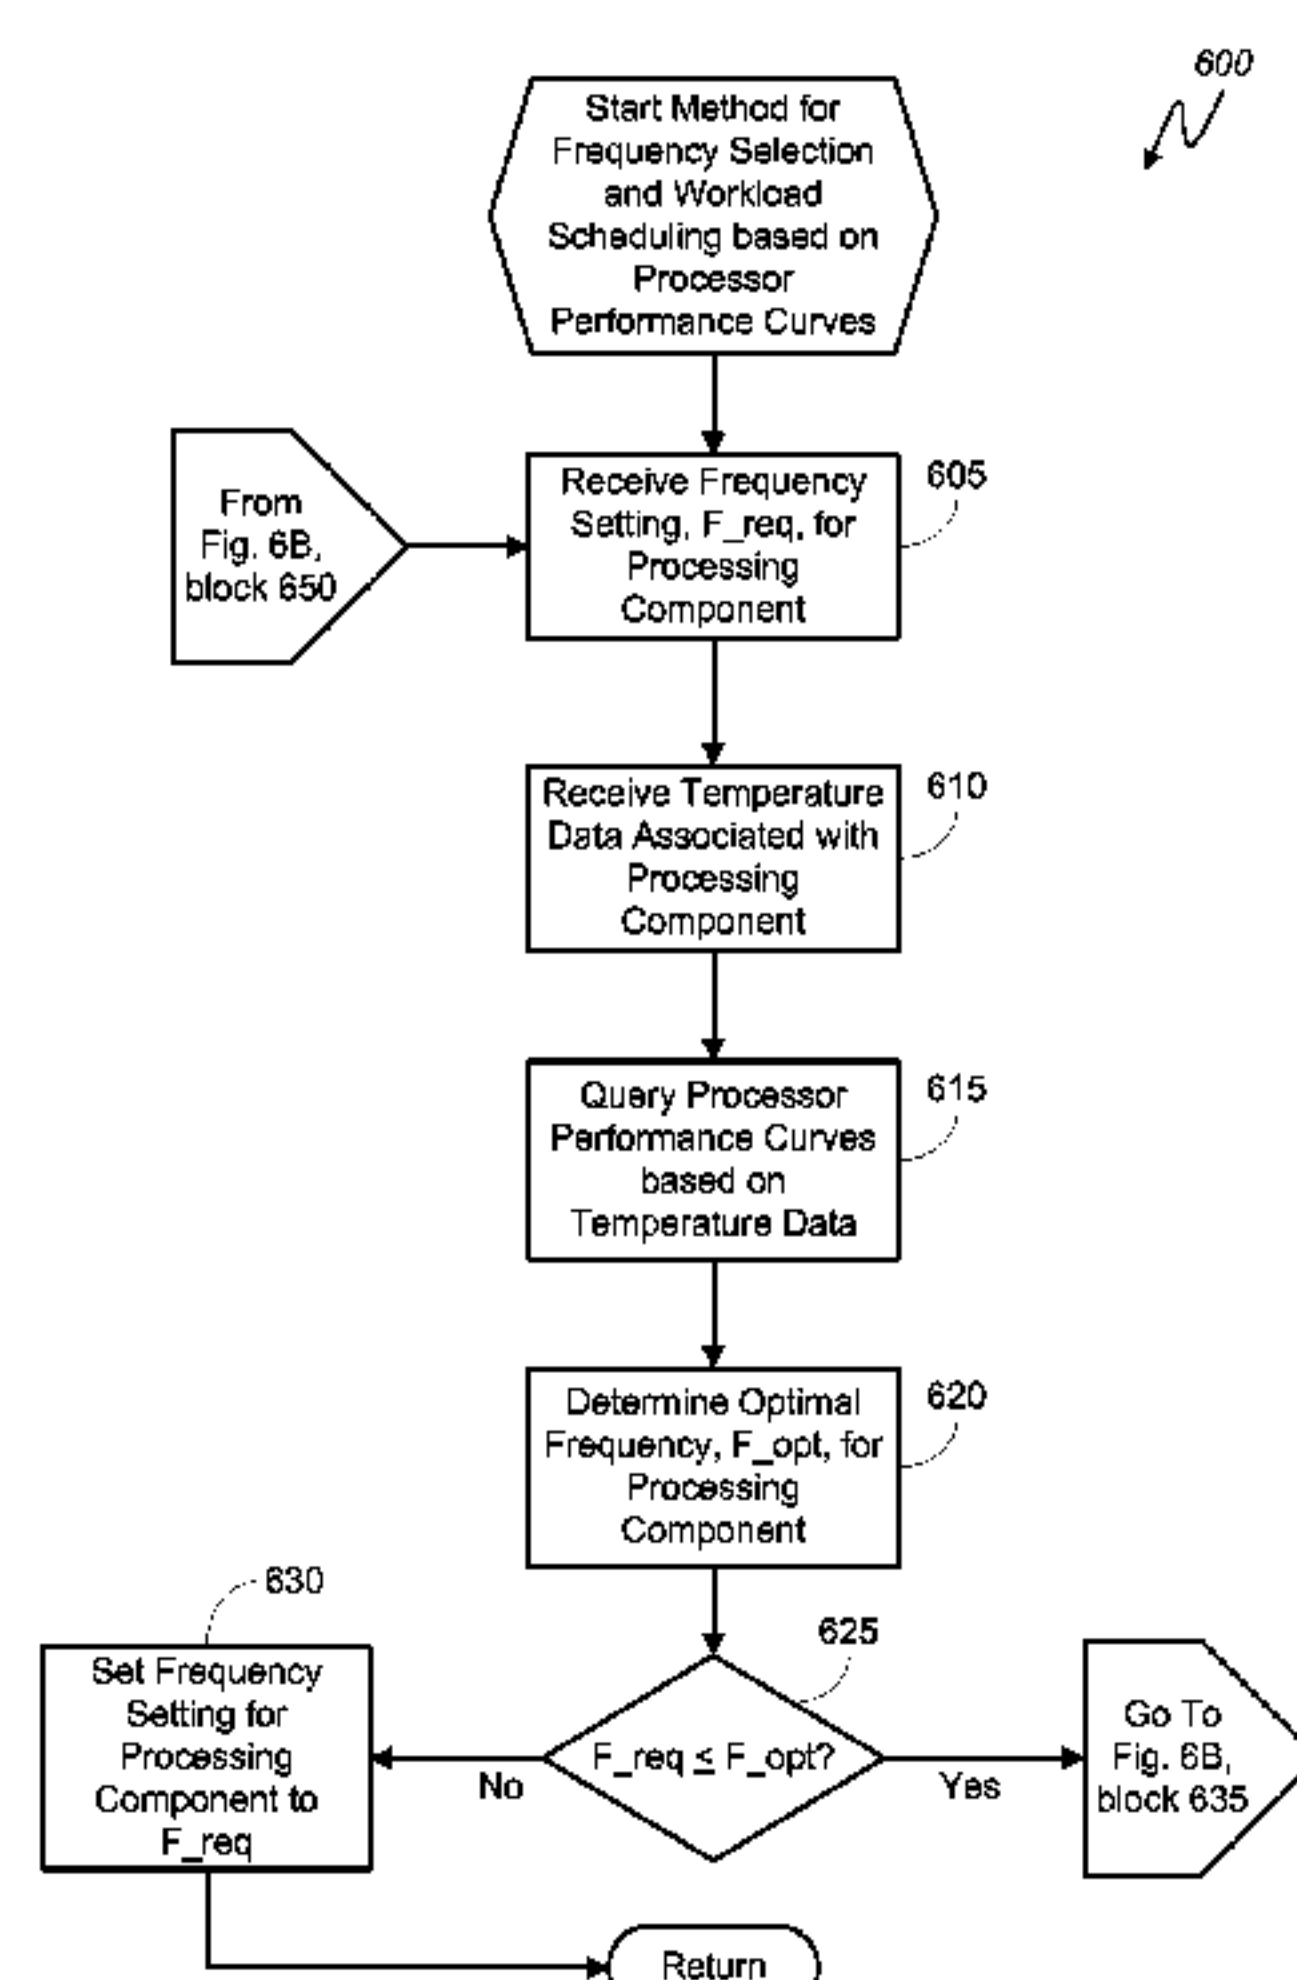 600
Start Method for
Frequency Selection
and Workload
Scheduling based on
Processor
Performance Curves
From
Fig. 6B,
block 650
Receive Frequency
Setting, F_req, for
Processing
Component
605
Receive Temperature
Data Associated with
Processing
Component
610
Query Processor
Performance Curves
based on
Temperature Data
615
Determine Optimal
Frequency, F_opt, for
Processing
Component
620
630
Set Frequency
Setting for
Processing
Component to
F_req
625
F_req ≤ F_opt?
No
Yes
Go To
Fig. 6B,
block 635
Return